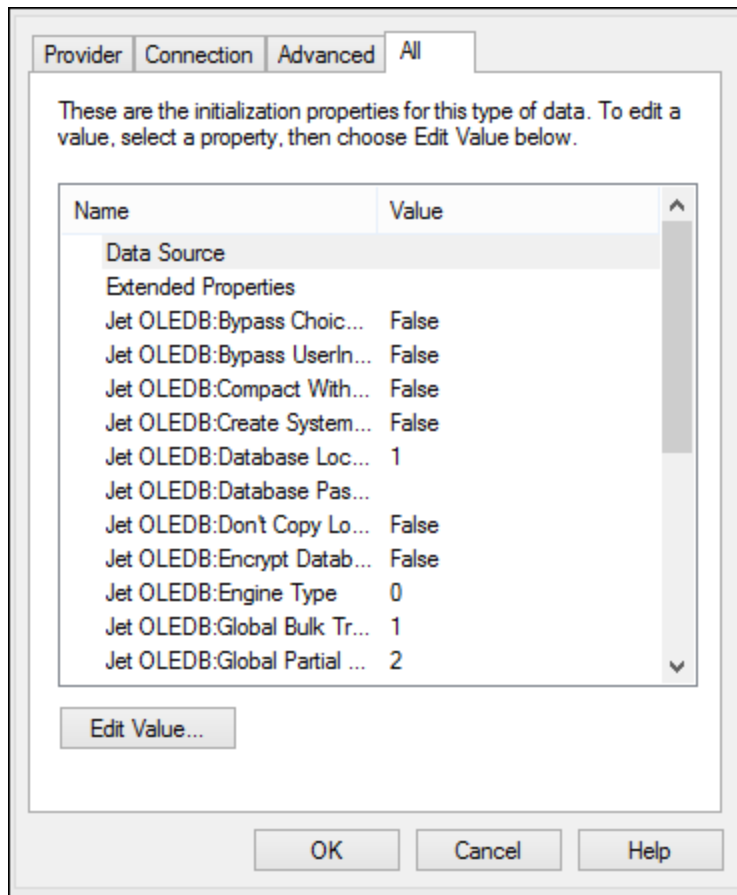 Provider Connection Advanced All
These are the initialization properties for this type of data. To edit a
value, select a property, then choose Edit Value below.
Name Value
Data Source
Extended Properties
Jet OLEDB:Bypass Choic... False
Jet OLEDB:Bypass UserIn... False
Jet OLEDB:Compact With... False
Jet OLEDB:Create System... False
Jet OLEDB:Database Loc... 1
Jet OLEDB:Database Pas...
Jet OLEDB:Don't Copy Lo... False
Jet OLEDB:Encrypt Datab... False
Jet OLEDB:Engine Type 0
Jet OLEDB:Global Bulk Tr... 1
Jet OLEDB:Global Partial ... 2
Edit Value...
OK Cancel Help